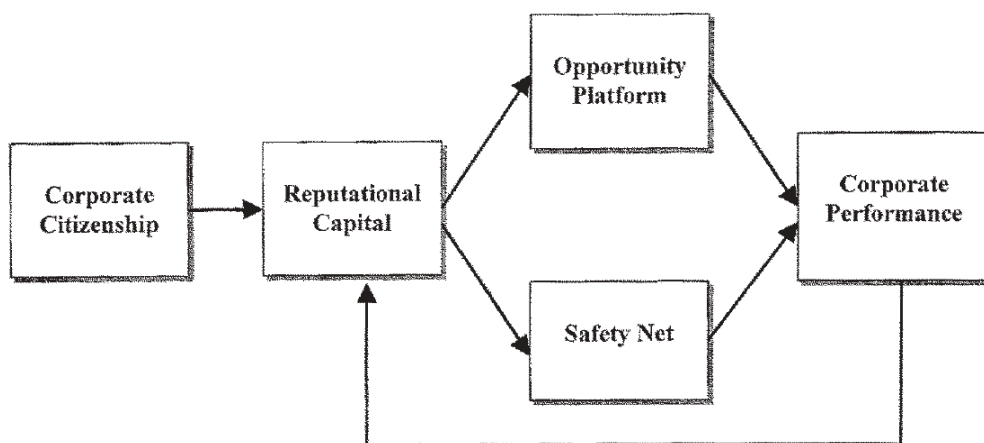 Opportunity
Platform
Corporate
Citizenship
Reputational
Capital
Corporate
Performance
Safety Net